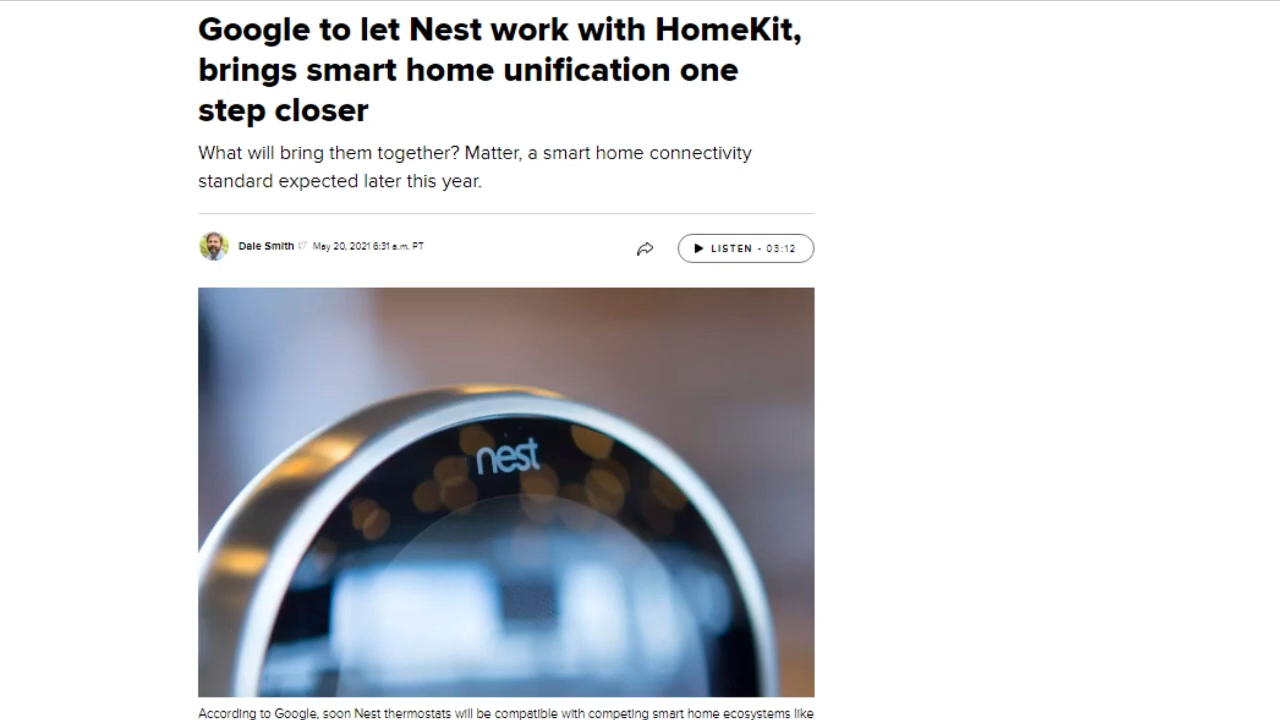 Google to let Nest work with HomeKit,
brings smart home unification one
step closer
What will bring them together? Matter, a smart home connectivity
standard expected later this year.
Dale Smith May 20, 2021 6:31 a.m. PT
LISTEN - 03:12
nest
According to Google, soon Nest thermostats will be compatible with competing smart home ecosystems like